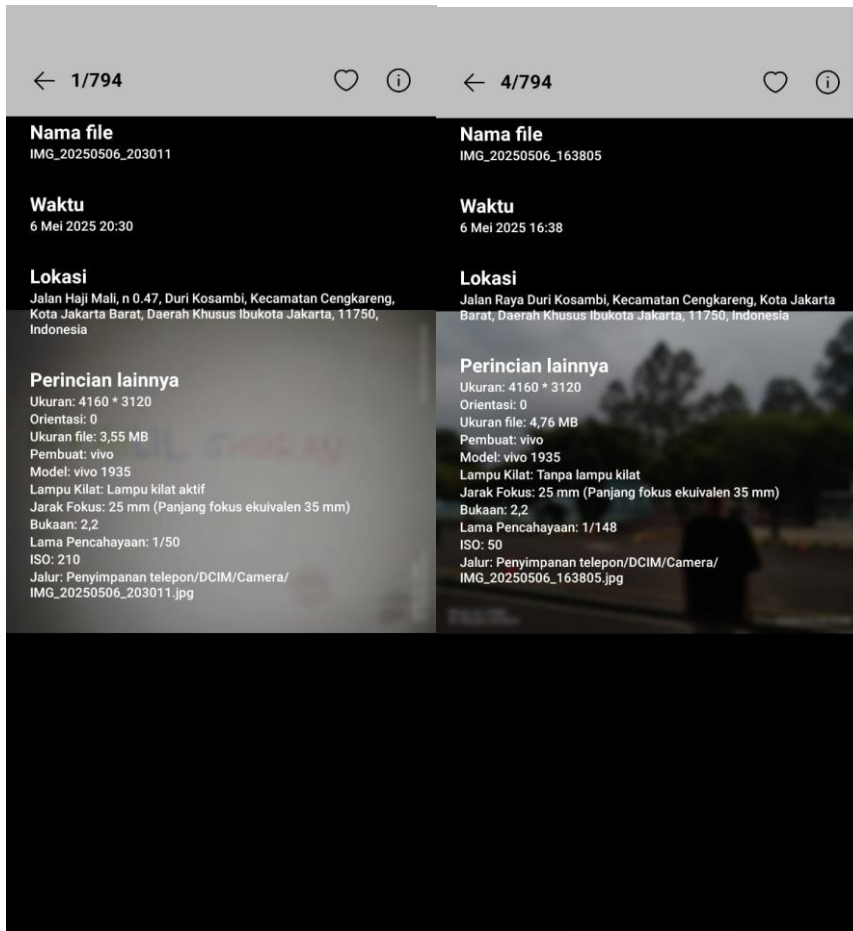 1/794
Nama file
IMG_20250506_203011
Waktu
6 Mei 2025 20:30
Lokasi
Jalan Haji Mali, n 0.47, Duri Kosambi, Kecamatan Cengkareng,
Kota Jakarta Barat, Daerah Khusus Ibukota Jakarta, 11750,
Indonesia
Perincian lainnya
Ukuran: 4160 * 3120
Orientasi: 0
Ukuran file: 3,55 MB
Pembuat: vivo
Model: vivo 1935
Lampu Kilat: Lampu kilat aktif
Jarak Fokus: 25 mm (Panjang fokus ekuivalen 35 mm)
Bukaan: 2,2
Lama Pencahayaan: 1/50
ISO: 210
Jalur: Penyimpanan telepon/DCIM/Camera/
IMG_20250506_203011.jpg
4/794
Nama file
IMG_20250506_163805
Waktu
6 Mei 2025 16:38
Lokasi
Jalan Raya Duri Kosambi, Kecamatan Cengkareng, Kota Jakarta
Barat, Daerah Khusus Ibukota Jakarta, 11750, Indonesia
Perincian lainnya
Ukuran: 4160 * 3120
Orientasi: 0
Ukuran file: 4,76 MB
Pembuat: vivo
Model: vivo 1935
Lampu Kilat: Tanpa lampu kilat
Jarak Fokus: 25 mm (Panjang fokus ekuivalen 35 mm)
Bukaan: 2,2
Lama Pencahayaan: 1/148
ISO: 50
Jalur: Penyimpanan telepon/DCIM/Camera/
IMG_20250506_163805.jpg